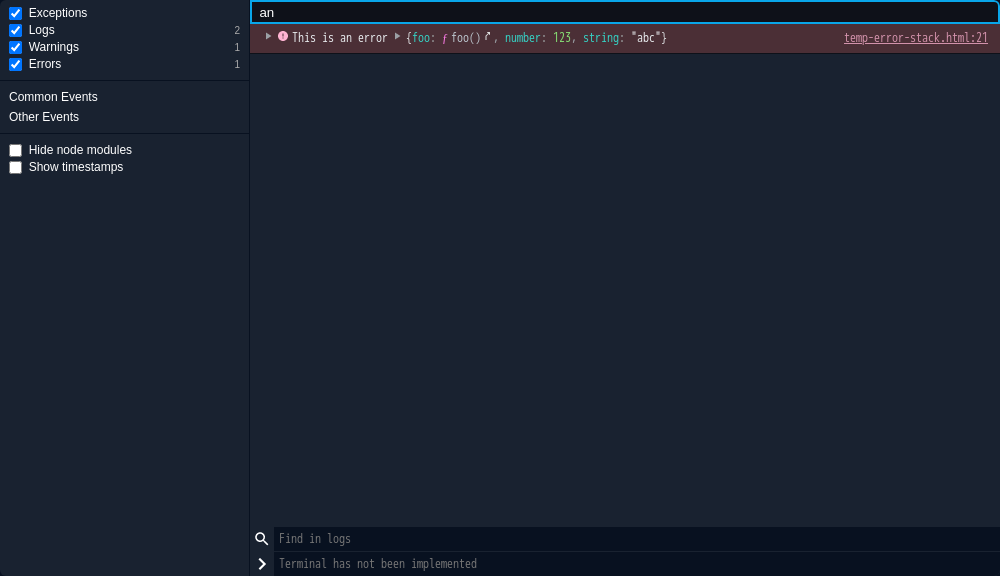 Exceptions
Logs 2
Warnings 1
Errors 1
Common Events
Other Events
Hide node modules
Show timestamps
an
This is an error {foo: ƒ foo(), number: 123, string: "abc"} temp-error-stack.html:21
Find in logs
Terminal has not been implemented